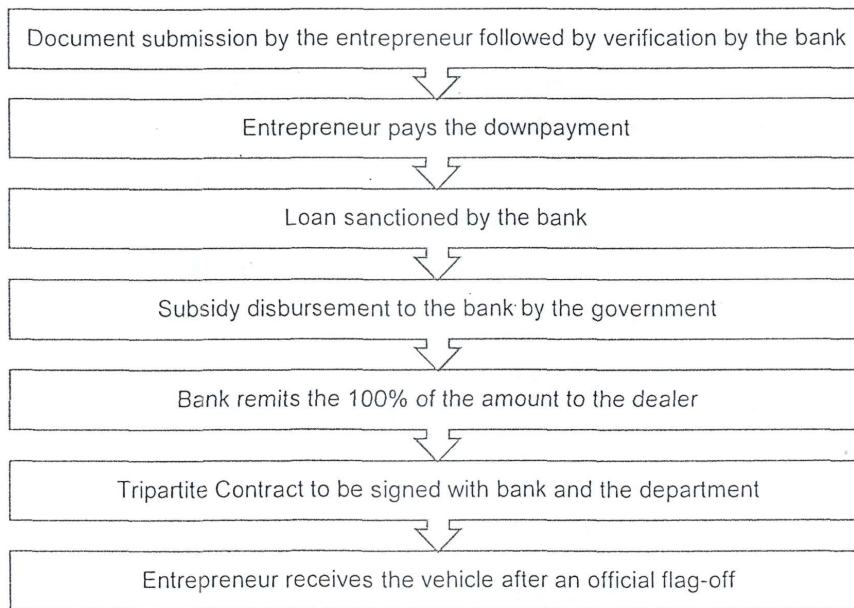 Document submission by the entrepreneur followed by verification by the bank
Entrepreneur pays the downpayment
Loan sanctioned by the bank
Subsidy disbursement to the bank by the government
Bank remits the 100% of the amount to the dealer
Tripartite Contract to be signed with bank and the department
Entrepreneur receives the vehicle after an official flag-off